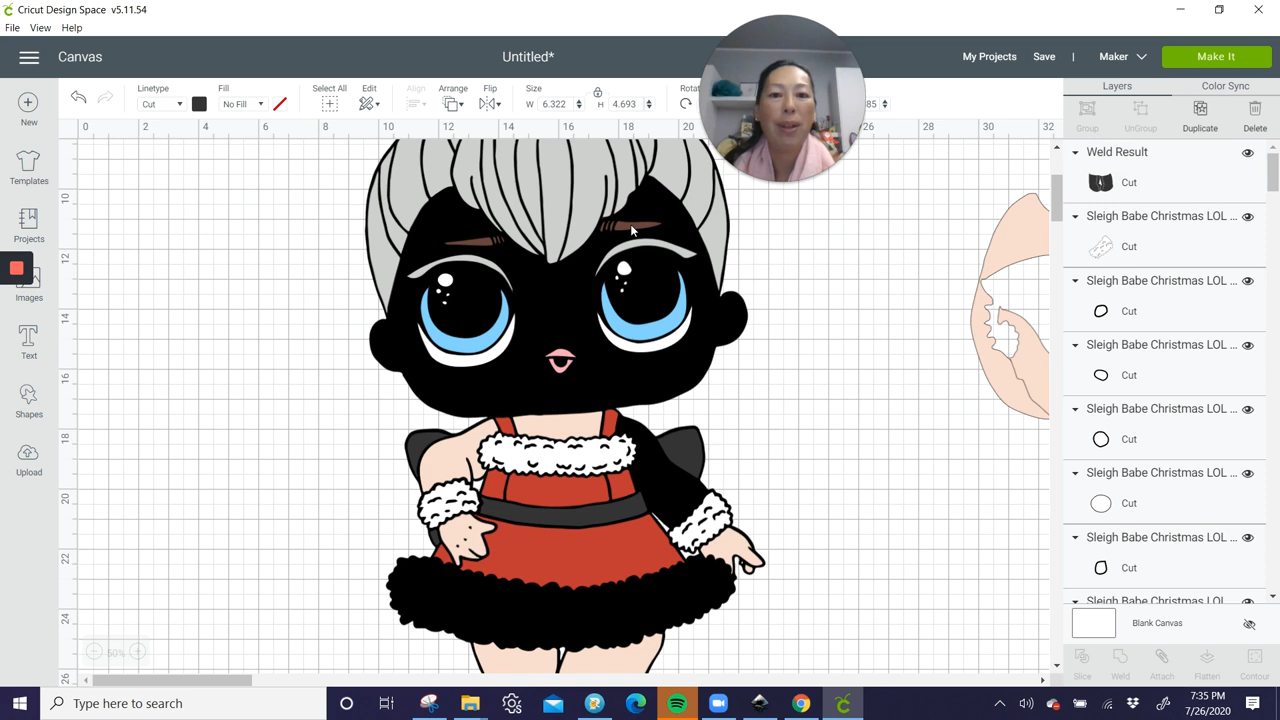 Cricut Design Space v5.11.54
File View Help
Canvas
Untitled*
My Projects Save | Maker Make It
Linetype Fill Select All Edit Align Arrange Flip Size
Cut No Fill W 6.322 H 4.693 85
0 2 4 6 8 10 12 14 16 18 20 26 28 30 32
10
12
14
16
18
20
22
24
26
New
Templates
Projects
Images
Text
Shapes
Upload
50%
Layers Color Sync
Group UnGroup Duplicate Delete
Weld Result
Cut
Sleigh Babe Christmas LOL ...
Cut
Sleigh Babe Christmas LOL ...
Cut
Sleigh Babe Christmas LOL ...
Cut
Sleigh Babe Christmas LOL ...
Cut
Sleigh Babe Christmas LOL ...
Cut
Sleigh Babe Christmas LOL ...
Cut
Sleigh Babe Christmas LOL ...
Blank Canvas
Slice Weld Attach Flatten Contour
Type here to search
7:35 PM
7/26/2020